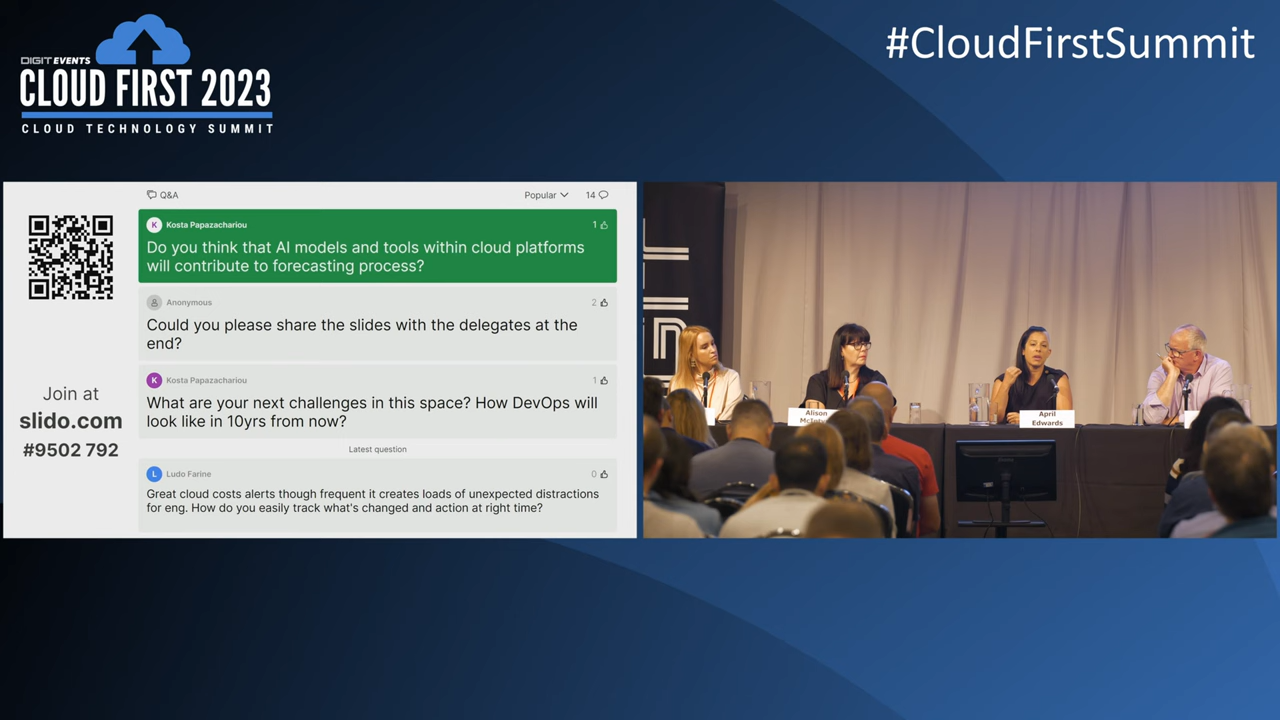 DIGIT EVENTS
CLOUD FIRST 2023
CLOUD TECHNOLOGY SUMMIT
#CloudFirstSummit
Q&A
Popular
14
K
Kosta Papazachariou
1
Do you think that AI models and tools within cloud platforms
will contribute to forecasting process?
Anonymous
2
Could you please share the slides with the delegates at the
end?
K
Kosta Papazachariou
1
What are your next challenges in this space? How DevOps will
look like in 10yrs from now?
Latest question
L
Ludo Farine
0
Great cloud costs alerts though frequent it creates loads of unexpected distractions
for eng. How do you easily track what's changed and action at right time?
Join at
slido.com
#9502 792
Alison
April
Edwards